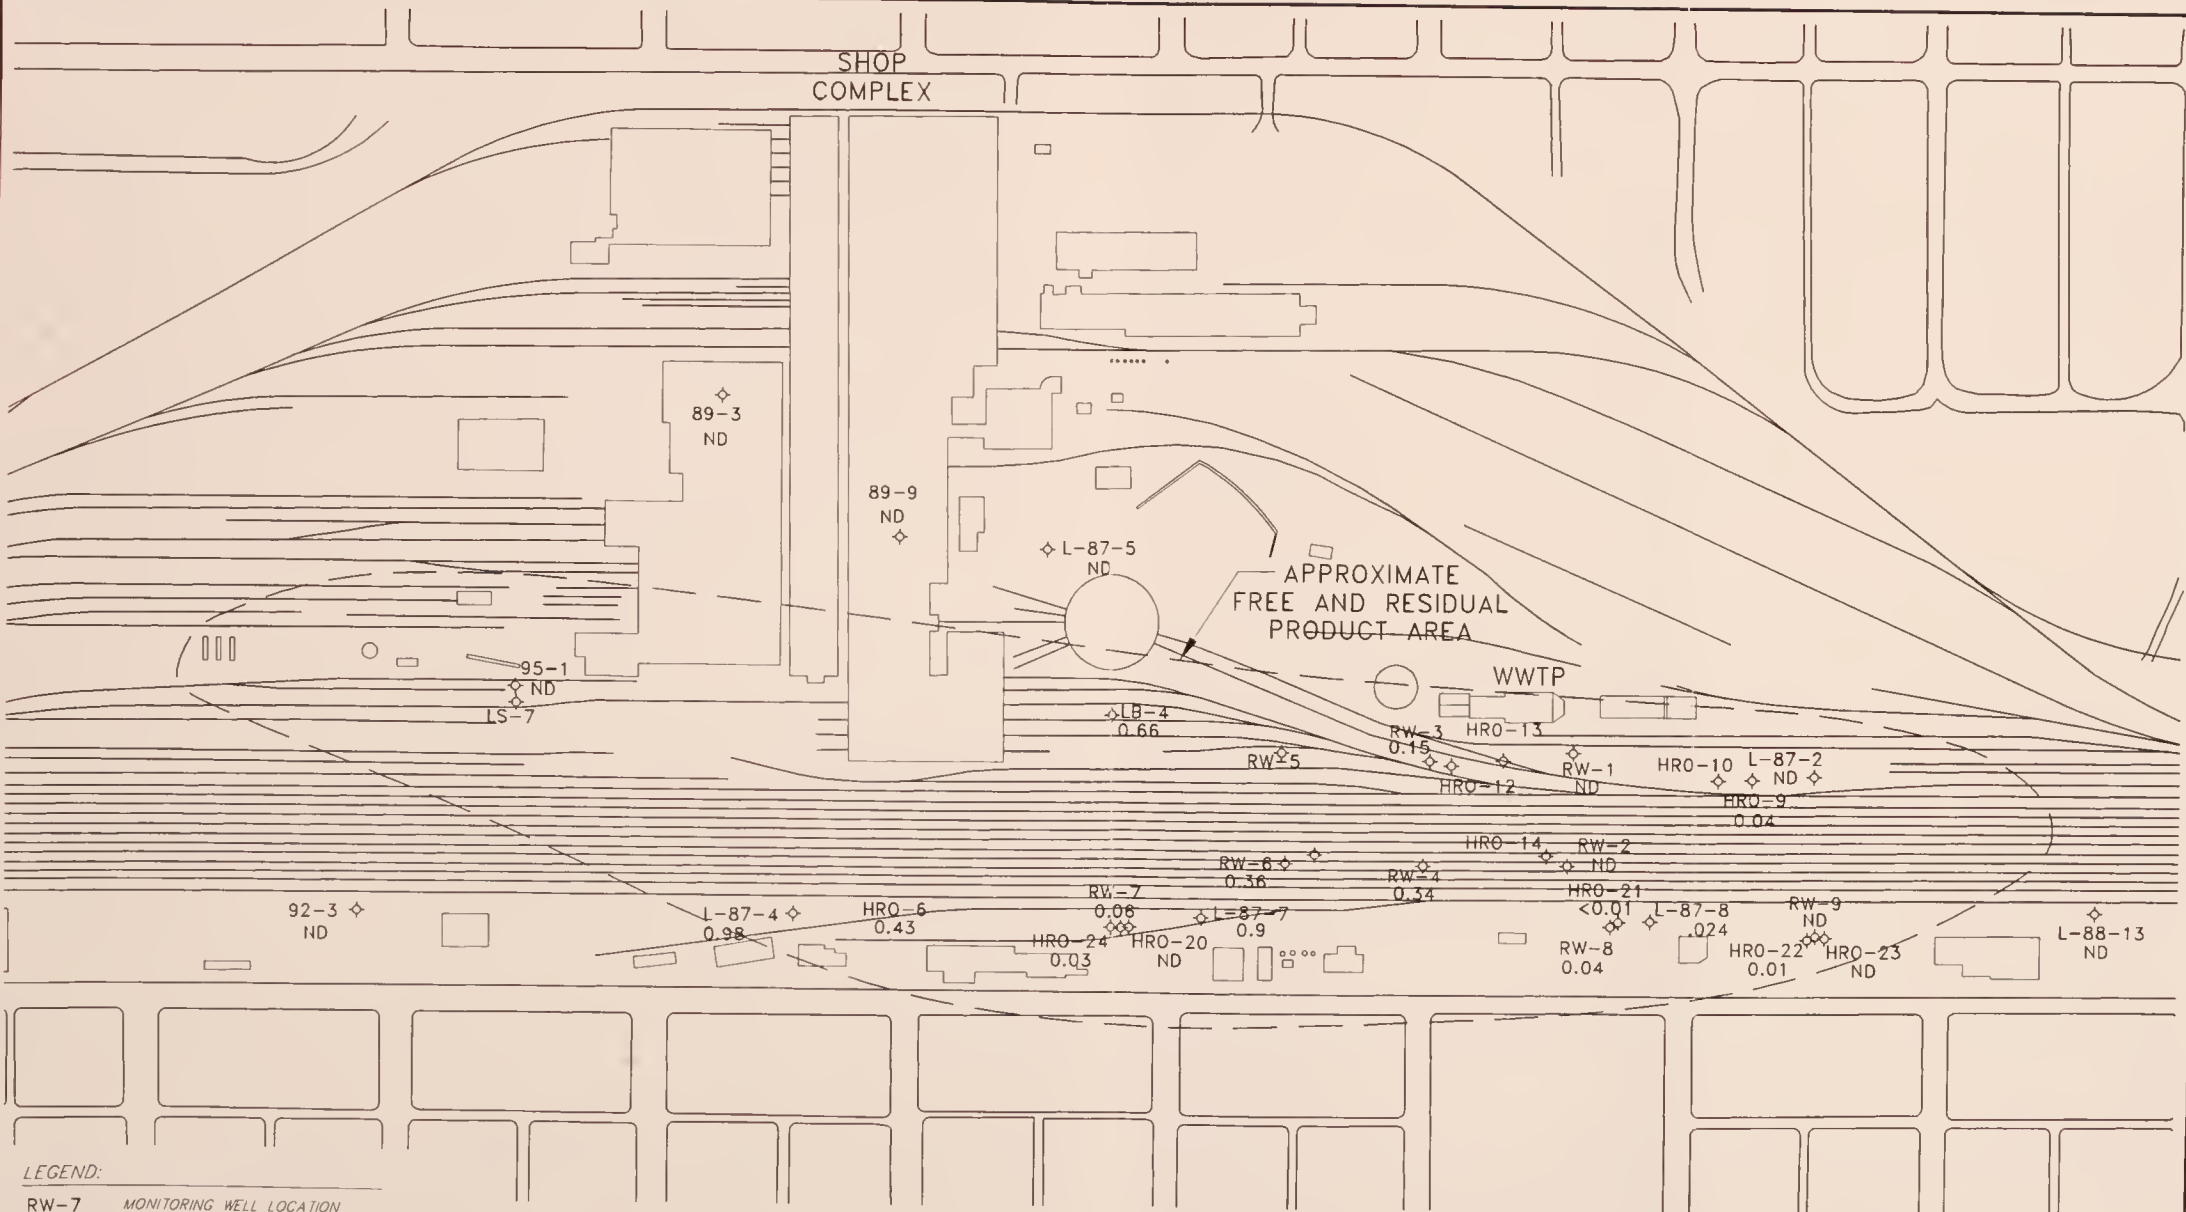 SHOP
COMPLEX
89-3
ND
89-9
ND
L-87-5
ND
APPROXIMATE
FREE AND RESIDUAL
PRODUCT AREA
WWTP
95-1
ND
LS-7
LB-4
0.66
RW-5
RW-3
0.15
HRO-13
HRO-12
RW-1
ND
HRO-10
L-87-2
ND
HRO-9
0.04
HRO-14
RW-2
ND
RW-6
0.36
RW-4
0.34
92-3
ND
L-87-4
0.98
HRO-6
0.43
RW-7
0.06
HRO-24
0.03
HRO-20
ND
L-87-7
0.9
HRO-21
<0.01
L-87-8
.024
RW-8
0.04
RW-9
ND
HRO-22
0.01
HRO-23
ND
L-88-13
ND
LEGEND:
RW-7 MONITORING WELL LOCATION